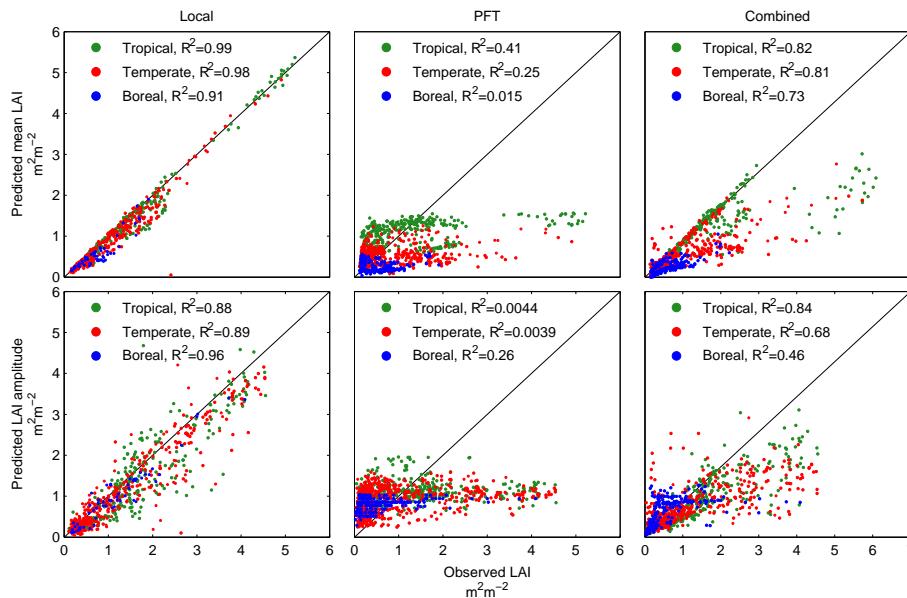 Local PFT Combined
6
5
4
3
2
1
0
Predicted mean LAI
m²m⁻²
Tropical, R²=0.99
Temperate, R²=0.98
Boreal, R²=0.91
Tropical, R²=0.41
Temperate, R²=0.25
Boreal, R²=0.015
Tropical, R²=0.82
Temperate, R²=0.81
Boreal, R²=0.73
6
5
4
3
2
1
0
Predicted LAI amplitude
m²m⁻²
Tropical, R²=0.88
Temperate, R²=0.89
Boreal, R²=0.96
Tropical, R²=0.0044
Temperate, R²=0.0039
Boreal, R²=0.26
Tropical, R²=0.84
Temperate, R²=0.68
Boreal, R²=0.46
0 1 2 3 4 5 6 0 1 2 3 4 5 6 0 1 2 3 4 5 6
Observed LAI
m²m⁻²